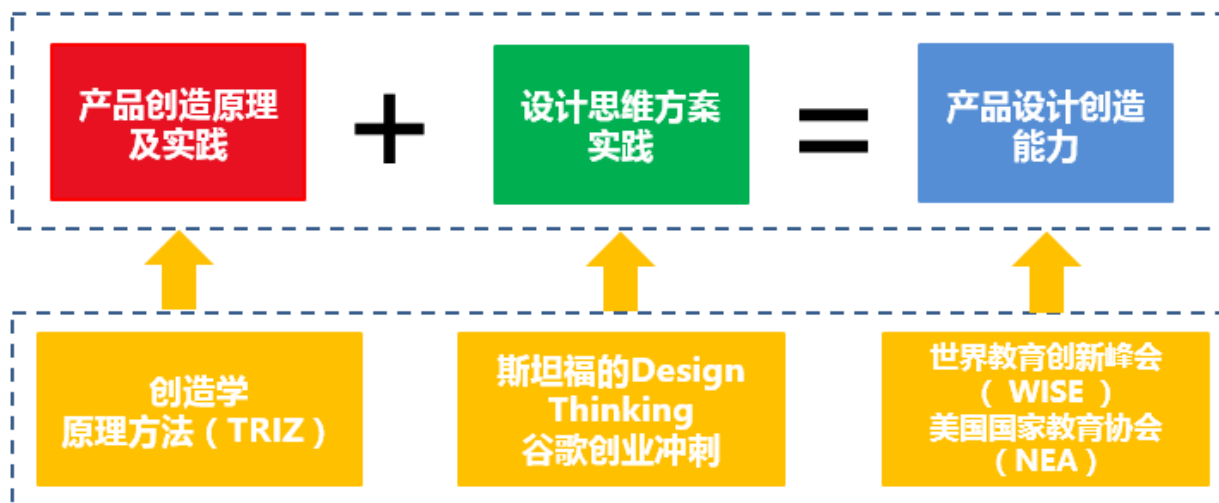 产品创造原理
及实践
+
设计思维方案
实践
=
产品设计创造
能力
创造学
原理方法（TRIZ）
斯坦福的Design
Thinking
谷歌创业冲刺
世界教育创新峰会
（ WISE ）
美国国家教育协会
（NEA）